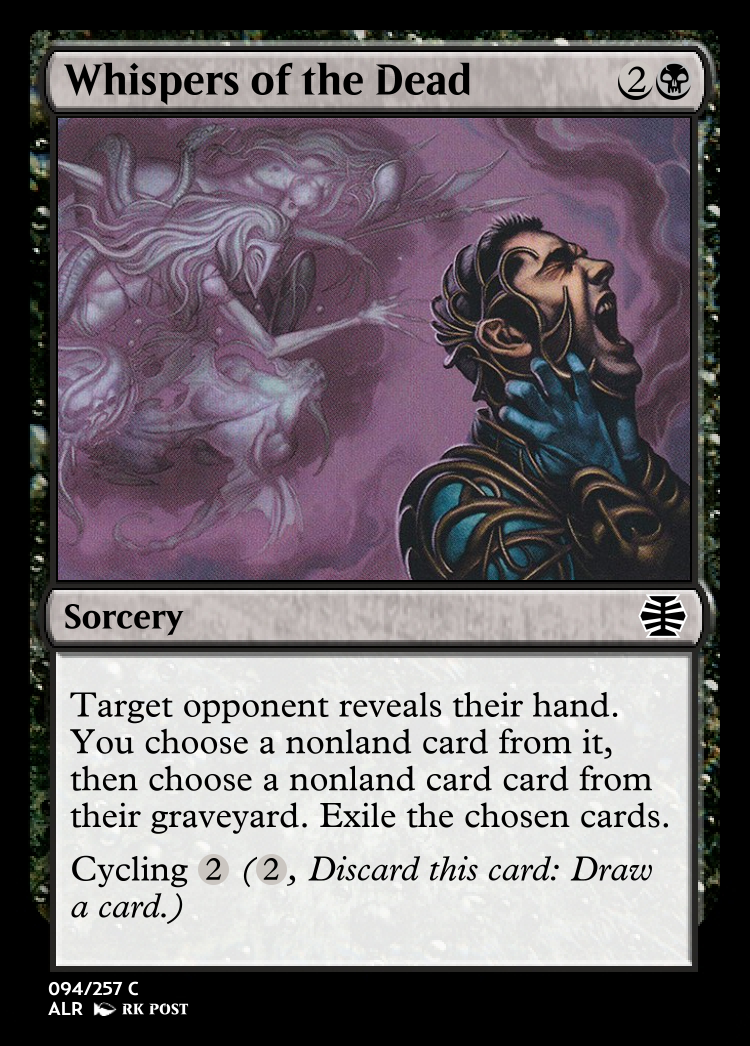 Whispers of the Dead 2
Sorcery
Target opponent reveals their hand.
You choose a nonland card from it,
then choose a nonland card card from
their graveyard. Exile the chosen cards.
Cycling 2 (2, Discard this card: Draw
a card.)
094/257 C
ALR RK POST